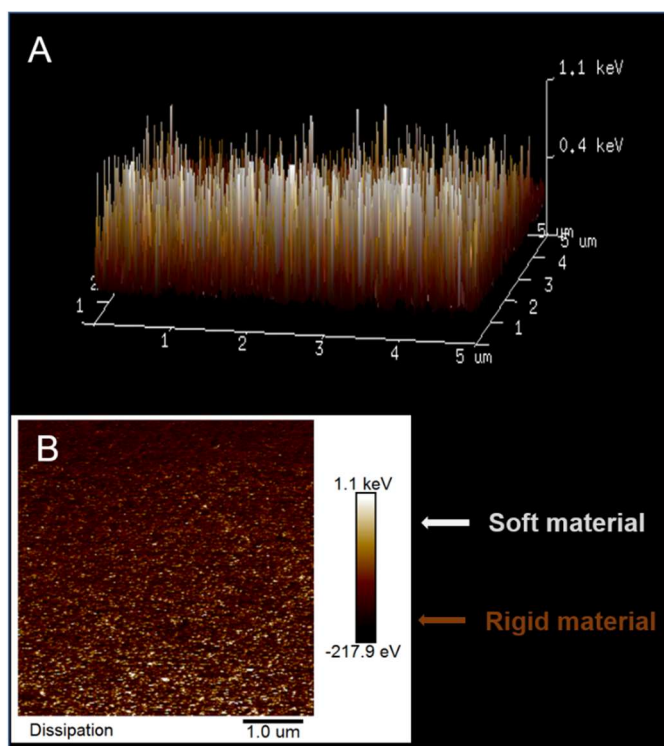 A
1.1 keV
0.4 keV
5 um
5 um
4
3
2
1
2
1
1
2
3
4
5 um
B
1.1 keV
-217.9 eV
Soft material
Rigid material
Dissipation
1.0 um